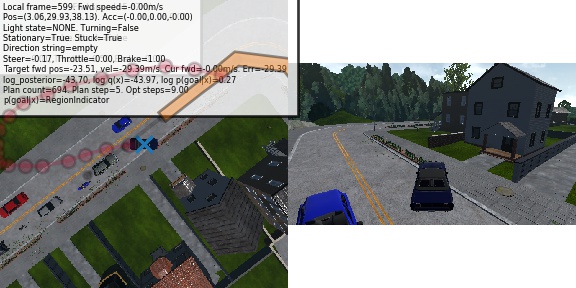 Local frame=599. Fwd speed=-0.00m/s
Pos=(3.06,29.93,38.13). Acc=(-0.00,0.00,-0.00)
Light state=NONE. Turning=False
Stationary=True. Stuck=True
Direction string=empty
Steer=-0.17, Throttle=0.00, Brake=1.00
Target fwd pos=-23.51, vel=-29.39m/s. Cur fwd=-0.00m/s. Err=-29.39
log_posterior=-43.70, log q(x)=-43.97, log p(goal|x)=0.27
Plan count=694. Plan step=5. Opt steps=9.00
p(goal|x)=RegionIndicator